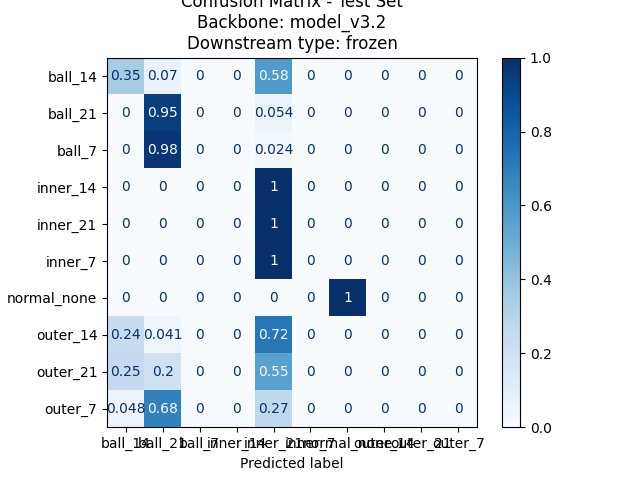 Confusion Matrix - Test Set
Backbone: model_v3.2
Downstream type: frozen
ball_14 0.35 0.07 0 0 0.58 0 0 0 0 0
ball_21 0 0.95 0 0 0.054 0 0 0 0 0
ball_7 0 0.98 0 0 0.024 0 0 0 0 0
inner_14 0 0 0 0 1 0 0 0 0 0
inner_21 0 0 0 0 1 0 0 0 0 0
inner_7 0 0 0 0 1 0 0 0 0 0
normal_none 0 0 0 0 0 0 1 0 0 0
outer_14 0.24 0.041 0 0 0.72 0 0 0 0 0
outer_21 0.25 0.2 0 0 0.55 0 0 0 0 0
outer_7 0.048 0.68 0 0 0.27 0 0 0 0 0
ball_14 ball_21 ball_7 inner_14 inner_21 inner_7 normal_none outer_14 outer_21 outer_7
Predicted label
1.0
0.8
0.6
0.4
0.2
0.0